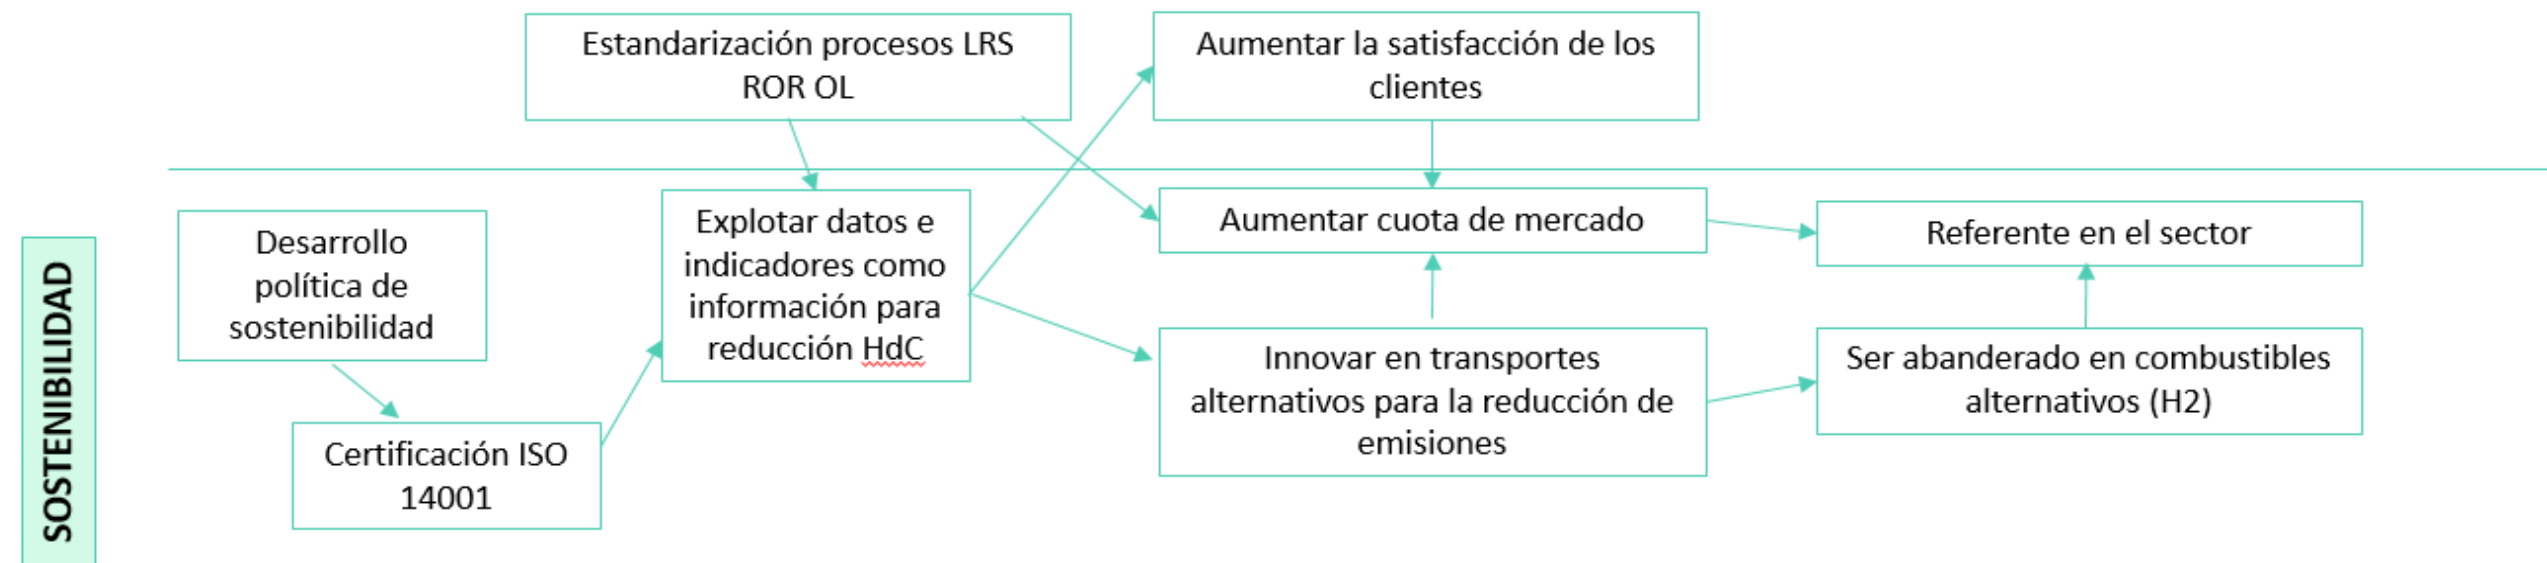 Estandarización procesos LRS
ROR OL
Aumentar la satisfacción de los
clientes
SOSTENIBILIDAD
Desarrollo
política de
sostenibilidad
Certificación ISO
14001
Explotar datos e
indicadores como
información para
reducción HdC
Aumentar cuota de mercado
Innovar en transportes
alternativos para la reducción de
emisiones
Referente en el sector
Ser abanderado en combustibles
alternativos (H2)